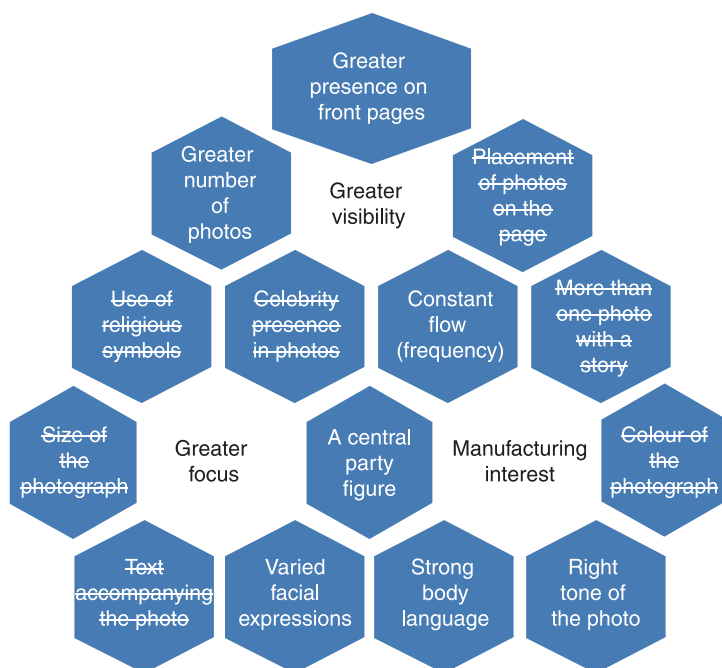 Greater
presence on
front pages
Greater
number
of
photos
Greater
visibility
Placement
of photos
on the
page
Use of
religious
symbols
Celebrity
presence
in photos
Constant
flow
(frequency)
More than
one photo
with a
story
Size of
the
photograph
Greater
focus
A central
party
figure
Manufacturing
interest
Colour of
the
photograph
Text
accompanying
the photo
Varied
facial
expressions
Strong
body
language
Right
tone of
the photo